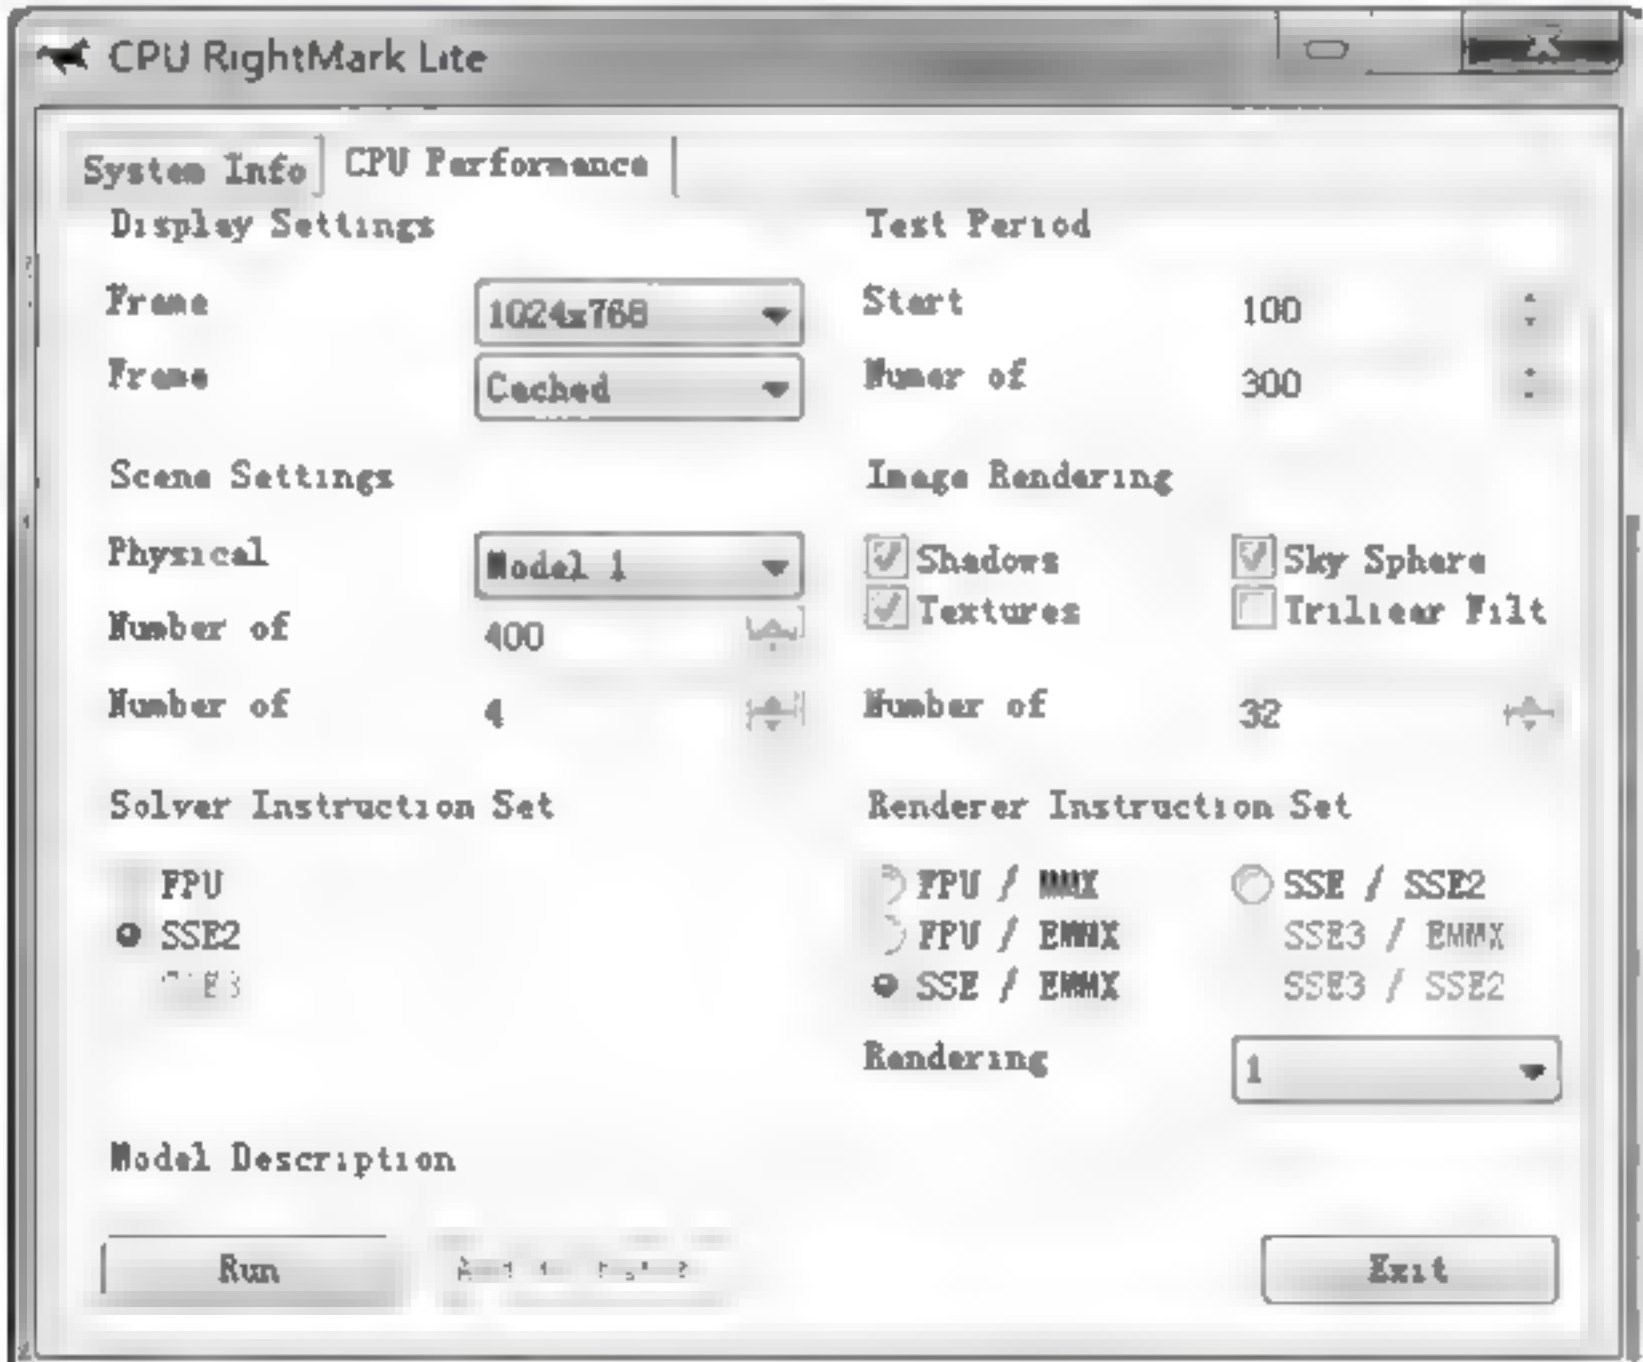 CPU RightMark Lite
System Info CPU Performance
Display Settings
Frame 1024x768
Frame Cached
Test Period
Start 100
Numer of 300
Scene Settings
Physical Model 1
Number of 400
Number of 4
Image Rendering
Shadows Sky Sphere
Textures Triliear Filt
Number of 32
Solver Instruction Set
FPU
SSE2
Renderer Instruction Set
FPU / MMX SSE / SSE2
FPU / EMMX SSE3 / EMMX
SSE / EMMX SSE3 / SSE2
Rendering 1
Model Description
Run Exit